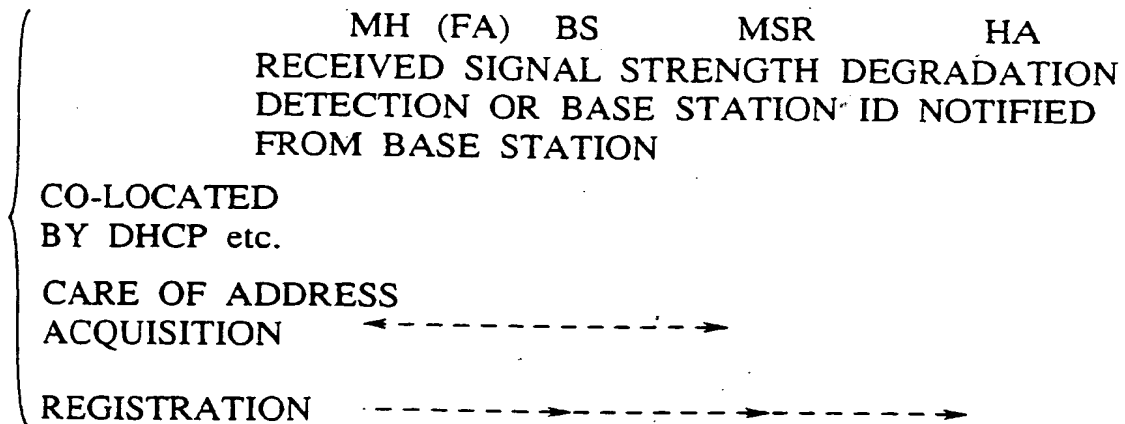 MH (FA) BS MSR HA
RECEIVED SIGNAL STRENGTH DEGRADATION
DETECTION OR BASE STATION ID NOTIFIED
FROM BASE STATION
CO-LOCATED
BY DHCP etc.
CARE OF ADDRESS
ACQUISITION
REGISTRATION